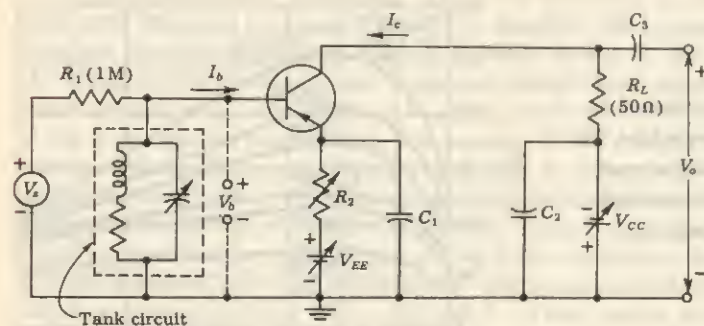 I_c
C_3
+
R_1 (1M)
I_b
R_L
(50Ω)
+
V_s
-
+
V_b
-
R_2
C_1
C_2
-
V_CC
+
V_o
+
V_EE
-
-
Tank circuit